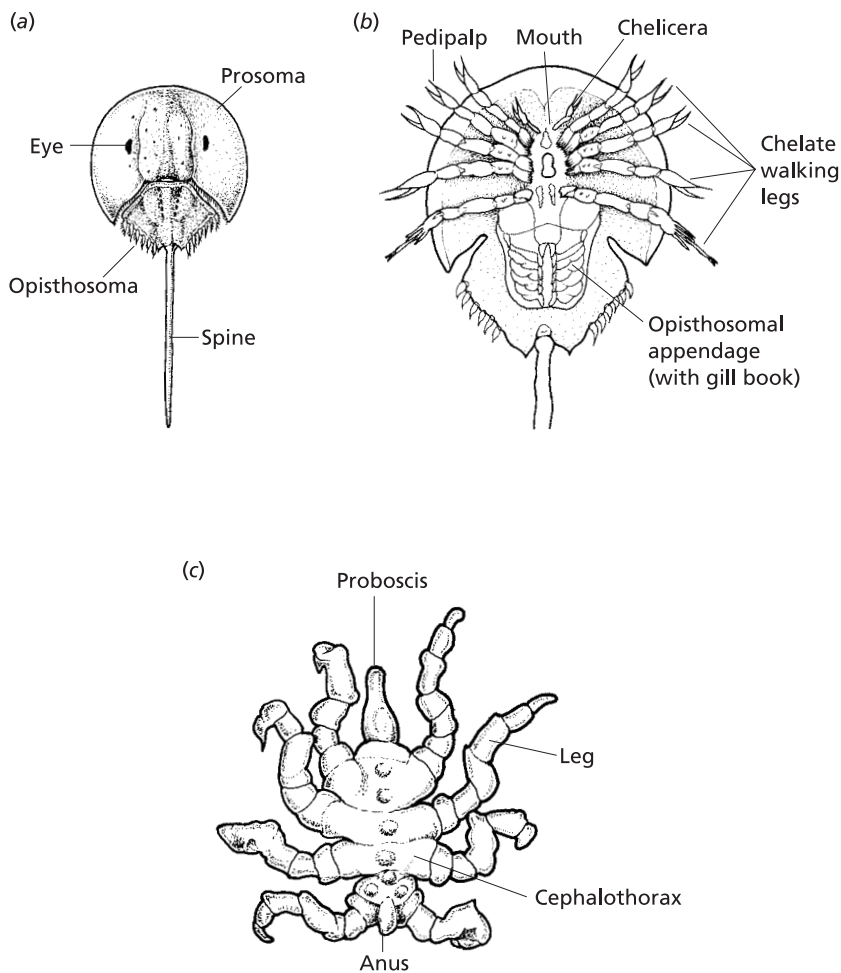 (a)
Prosoma
Eye
Opisthosoma
Spine
(b)
Pedipalp
Mouth
Chelicera
Chelate
walking
legs
Opisthosomal
appendage
(with gill book)
(c)
Proboscis
Leg
Cephalothorax
Anus